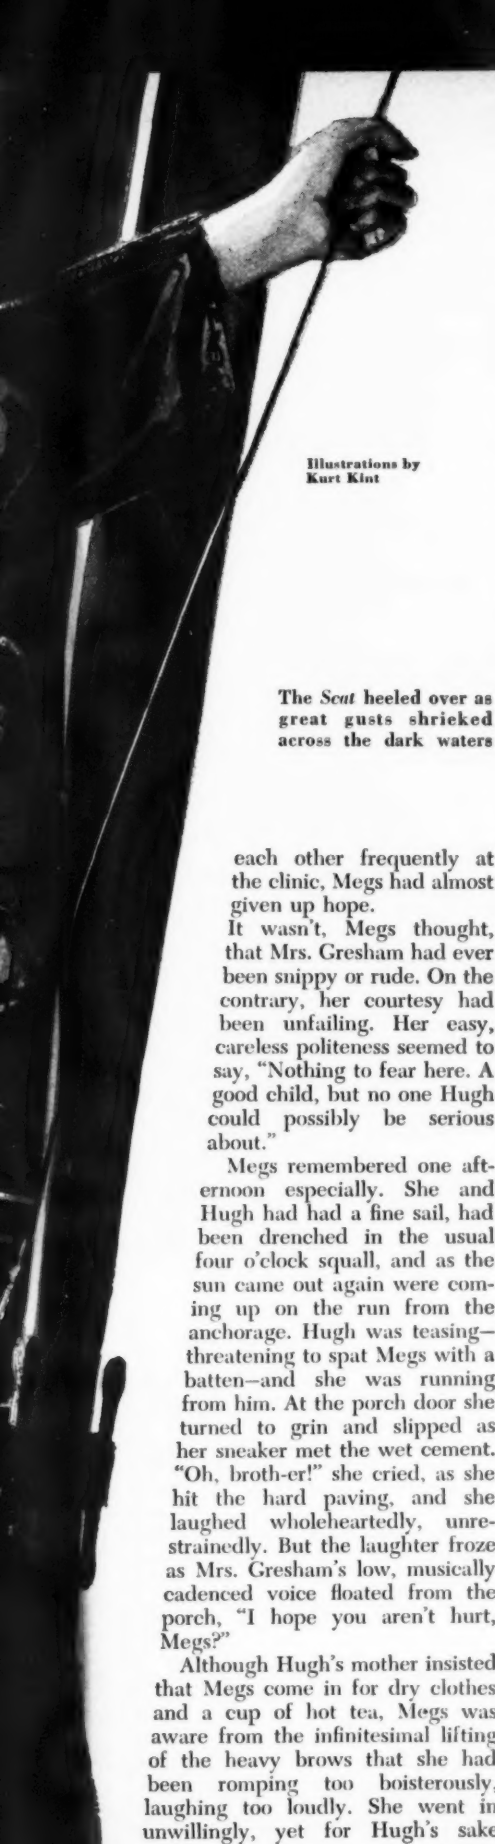 Illustrations by
Kurt Kint
The Scat heeled over as
great gusts shrieked
across the dark waters
each other frequently at
the clinic, Megs had almost
given up hope.
It wasn't, Megs thought,
that Mrs. Gresham had ever
been snippy or rude. On the
contrary, her courtesy had
been unfailing. Her easy,
careless politeness seemed to
say, “Nothing to fear here. A
good child, but no one Hugh
could possibly be serious
about.”
Megs remembered one aft-
ernoon especially. She and
Hugh had had a fine sail, had
been drenched in the usual
four o'clock squall, and as the
sun came out again were com-
ing up on the run from the
anchorage. Hugh was teasing—
threatening to spat Megs with a
batten—and she was running
from him. At the porch door she
turned to grin and slipped as
her sneaker met the wet cement.
“Oh, broth-er!” she cried, as she
hit the hard paving, and she
laughed wholeheartedly, unre-
strainedly. But the laughter froze
as Mrs. Gresham's low, musically
cadenced voice floated from the
porch, “I hope you aren't hurt,
Megs?”
Although Hugh's mother insisted
that Megs come in for dry clothes
and a cup of hot tea, Megs was
aware from the infinitesimal lifting
of the heavy brows that she had
been romping too boisterously,
laughing too loudly. She went in
unwillingly, yet for Hugh's sake